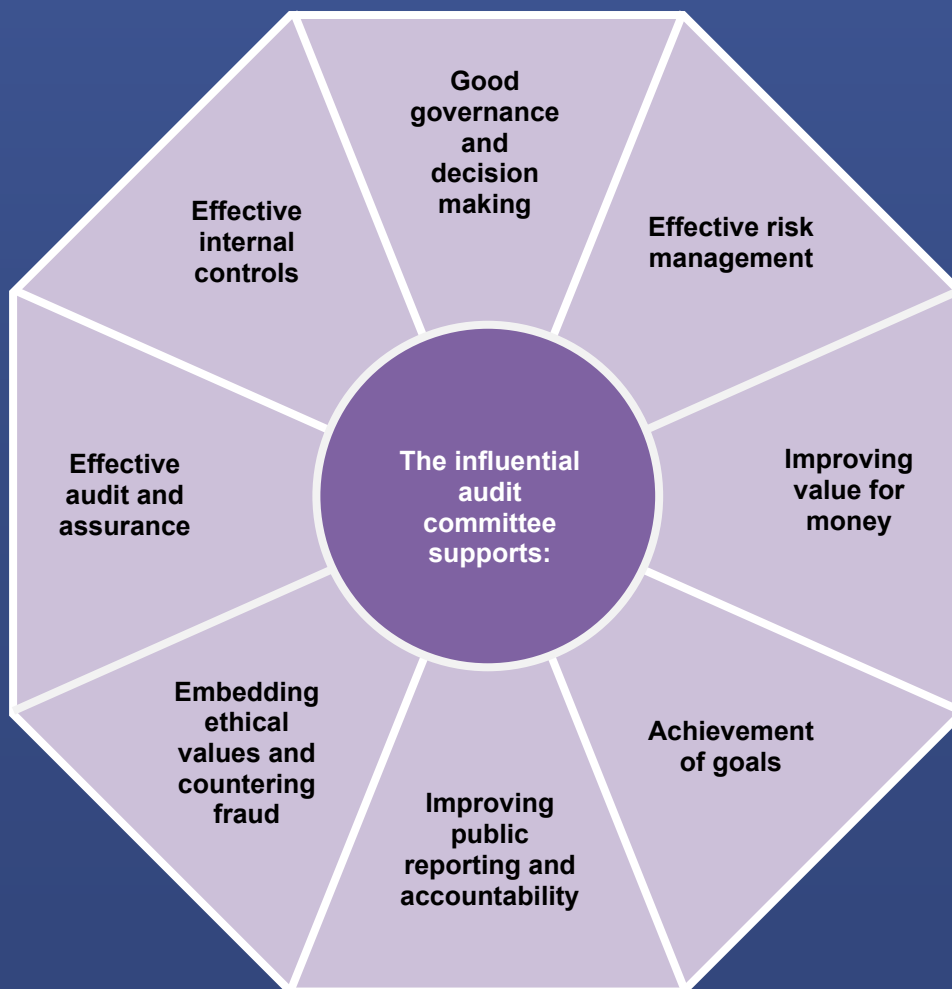 The influential
audit
committee
supports:
Good
governance
and
decision
making
Effective risk
management
Improving
value for
money
Achievement
of goals
Improving
public
reporting and
accountability
Embedding
ethical
values and
countering
fraud
Effective
audit and
assurance
Effective
internal
controls